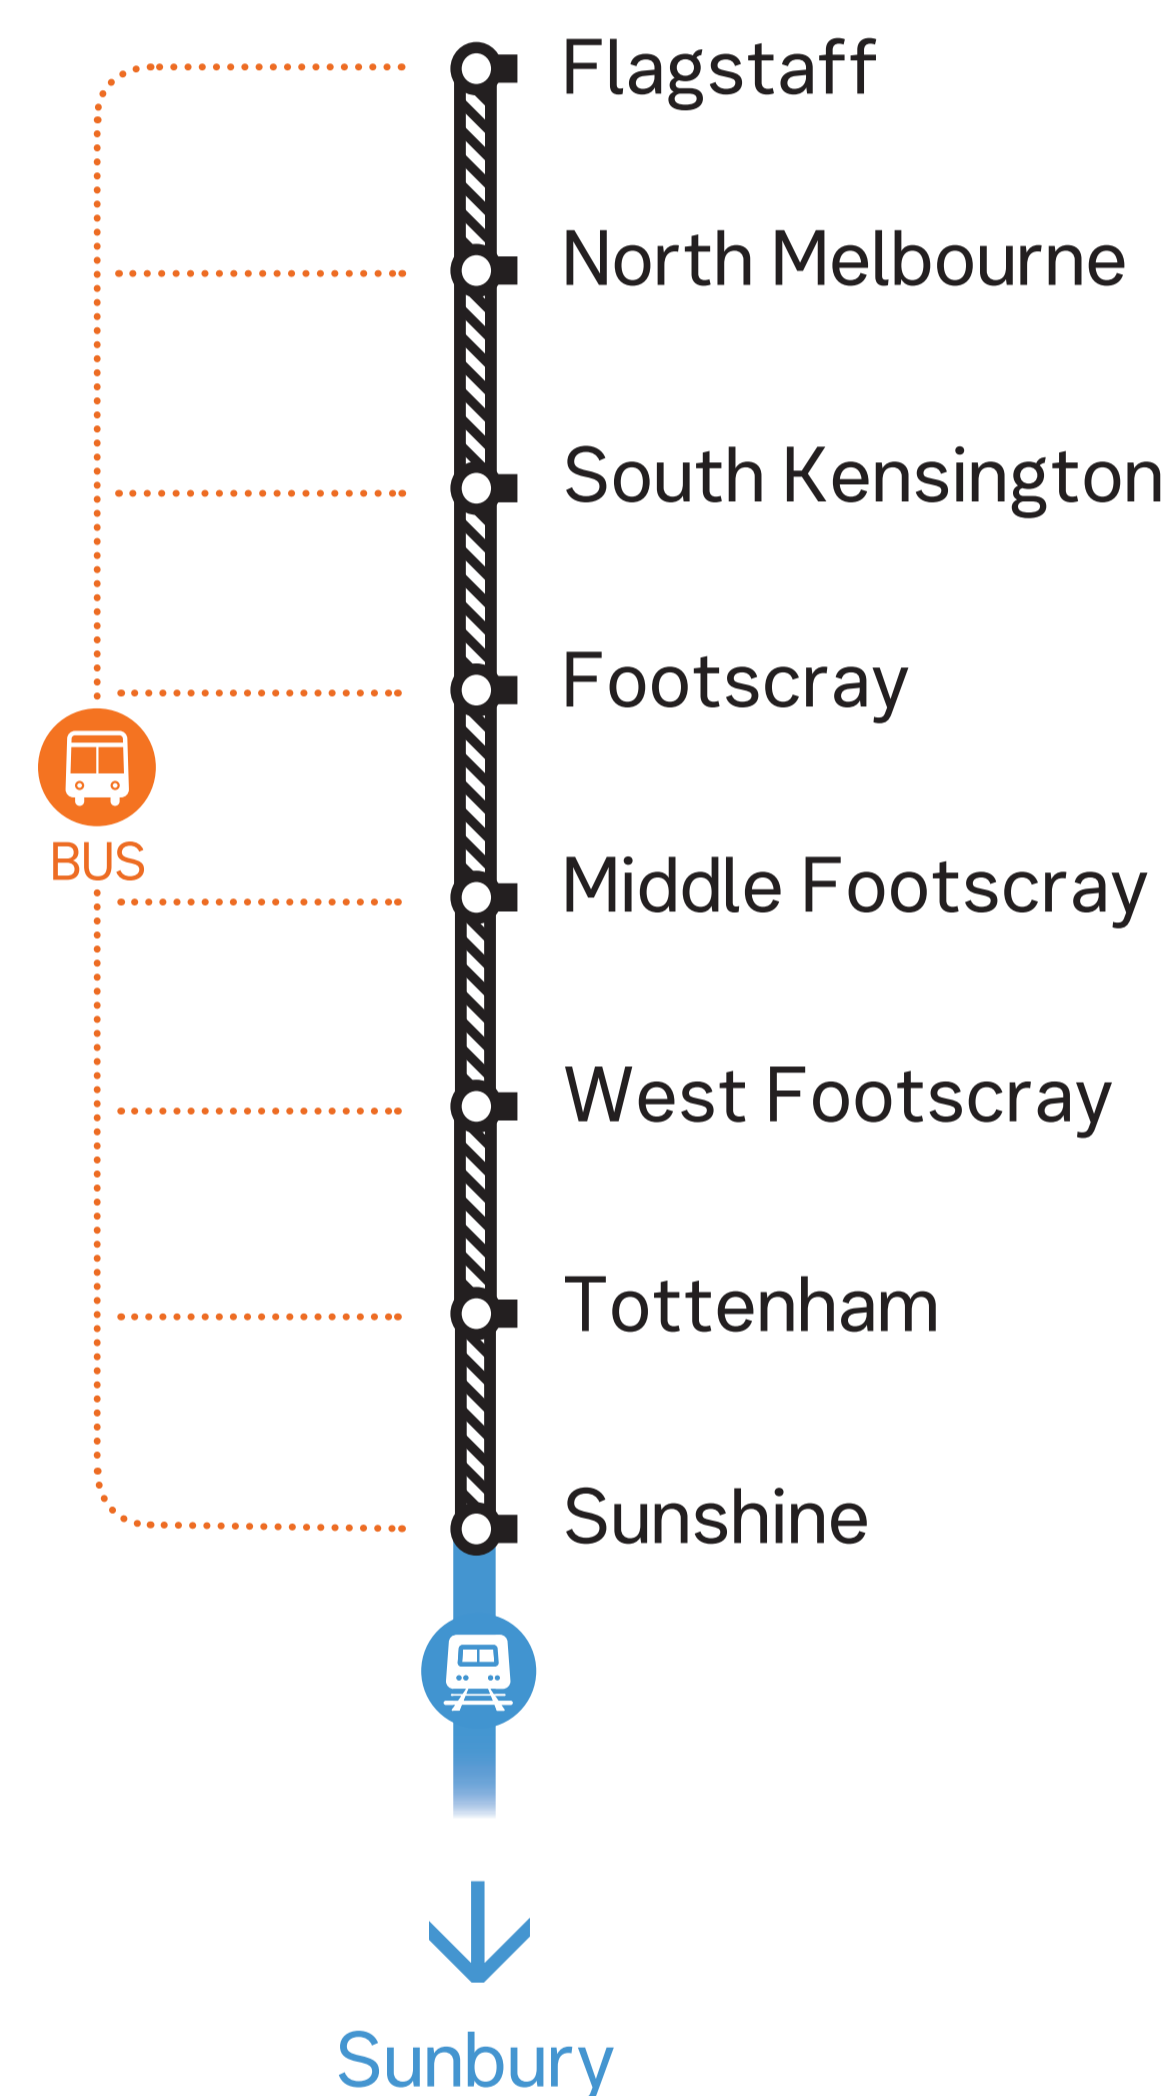 Flagstaff
North Melbourne
South Kensington
Footscray
BUS
Middle Footscray
West Footscray
Tottenham
Sunshine
Sunbury